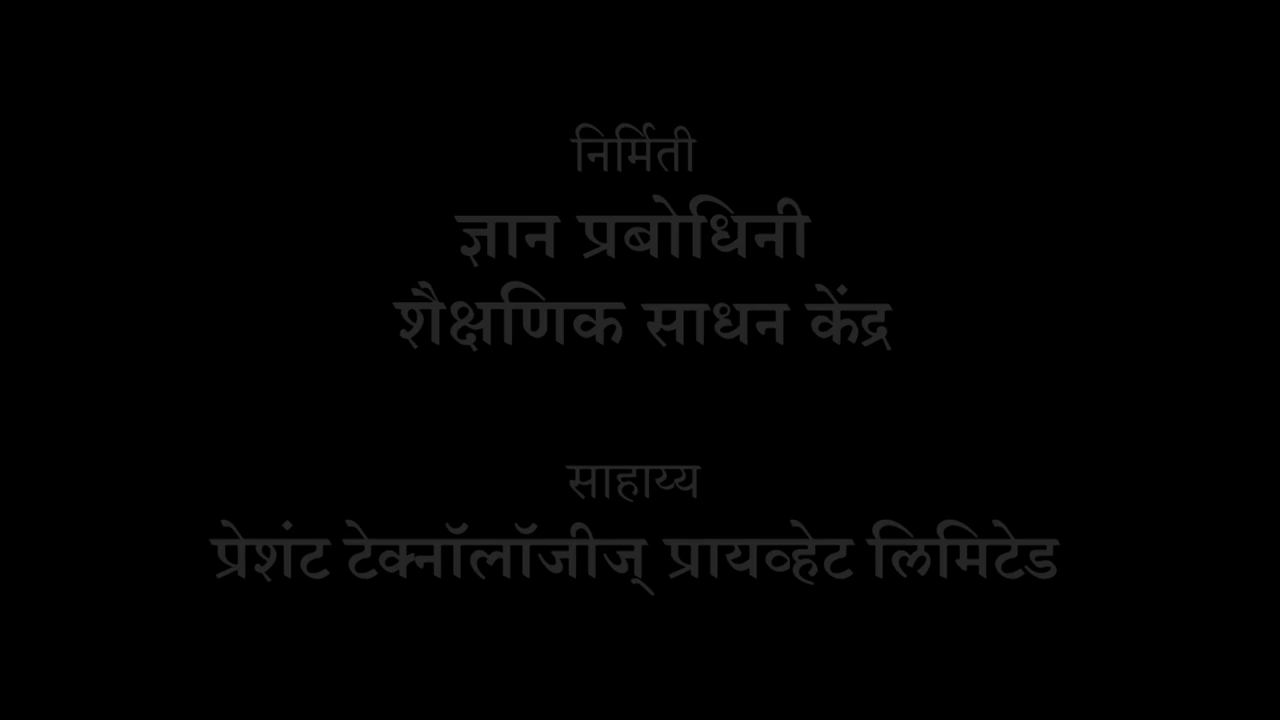 निर्मिती
ज्ञान प्रबोधिनी
शैक्षणिक साधन केंद्र
साहाय्य
प्रेशंट टेक्नॉलॉजीज् प्रायव्हेट लिमिटेड